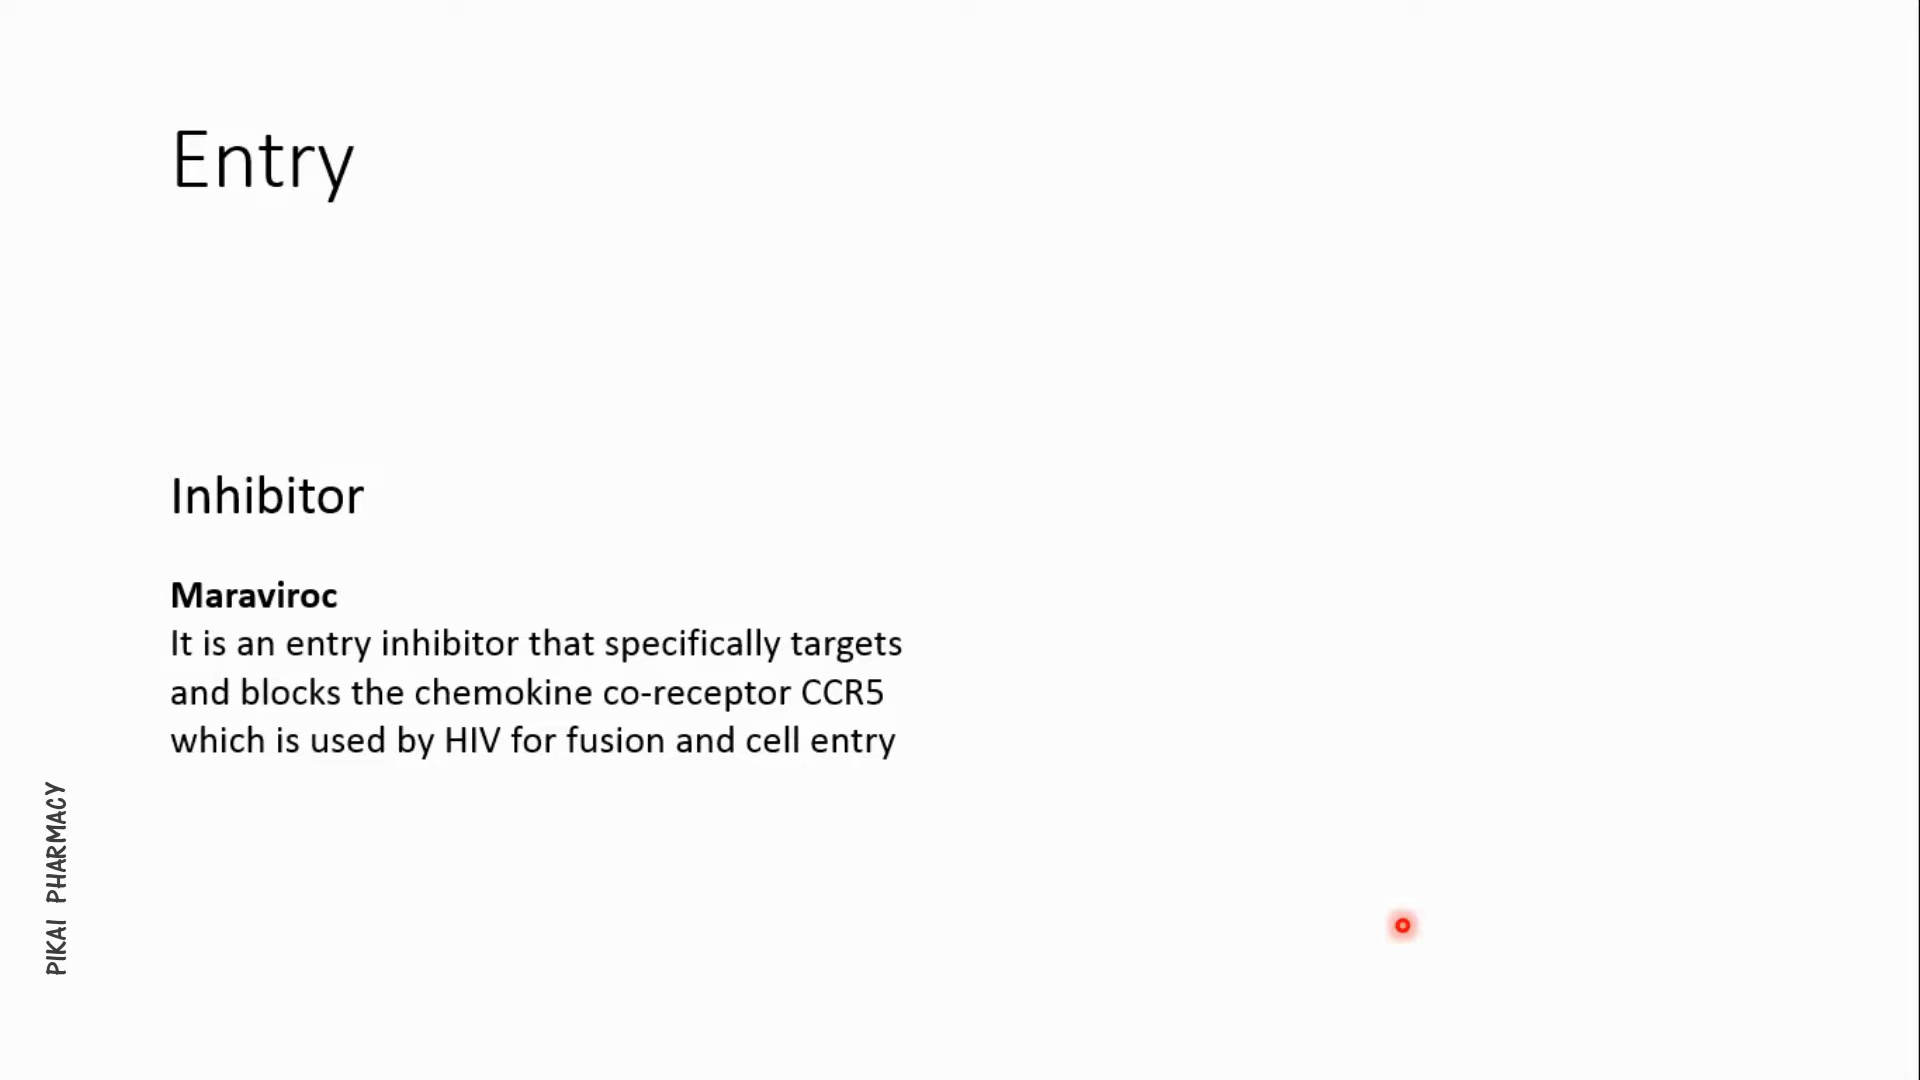 Entry
Inhibitor
Maraviroc
It is an entry inhibitor that specifically targets
and blocks the chemokine co-receptor CCR5
which is used by HIV for fusion and cell entry
PIKAI PHARMACY